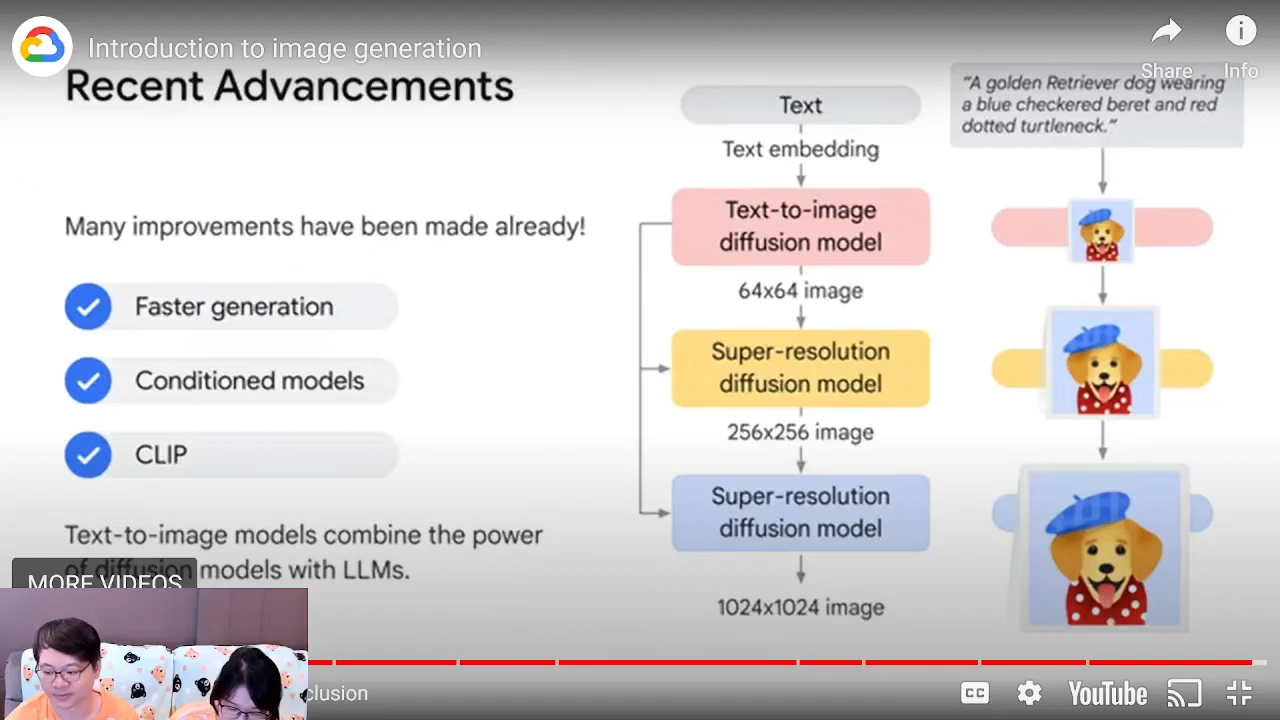 Introduction to image generation
Share
Info
Recent Advancements
Many improvements have been made already!
Faster generation
Conditioned models
CLIP
Text-to-image models combine the power
of diffusion models with LLMs.
MORE VIDEOS
Text
Text embedding
Text-to-image
diffusion model
64x64 image
Super-resolution
diffusion model
256x256 image
Super-resolution
diffusion model
1024x1024 image
“A golden Retriever dog wearing
a blue checkered beret and red
dotted turtleneck.”
clusion
CC
YouTube